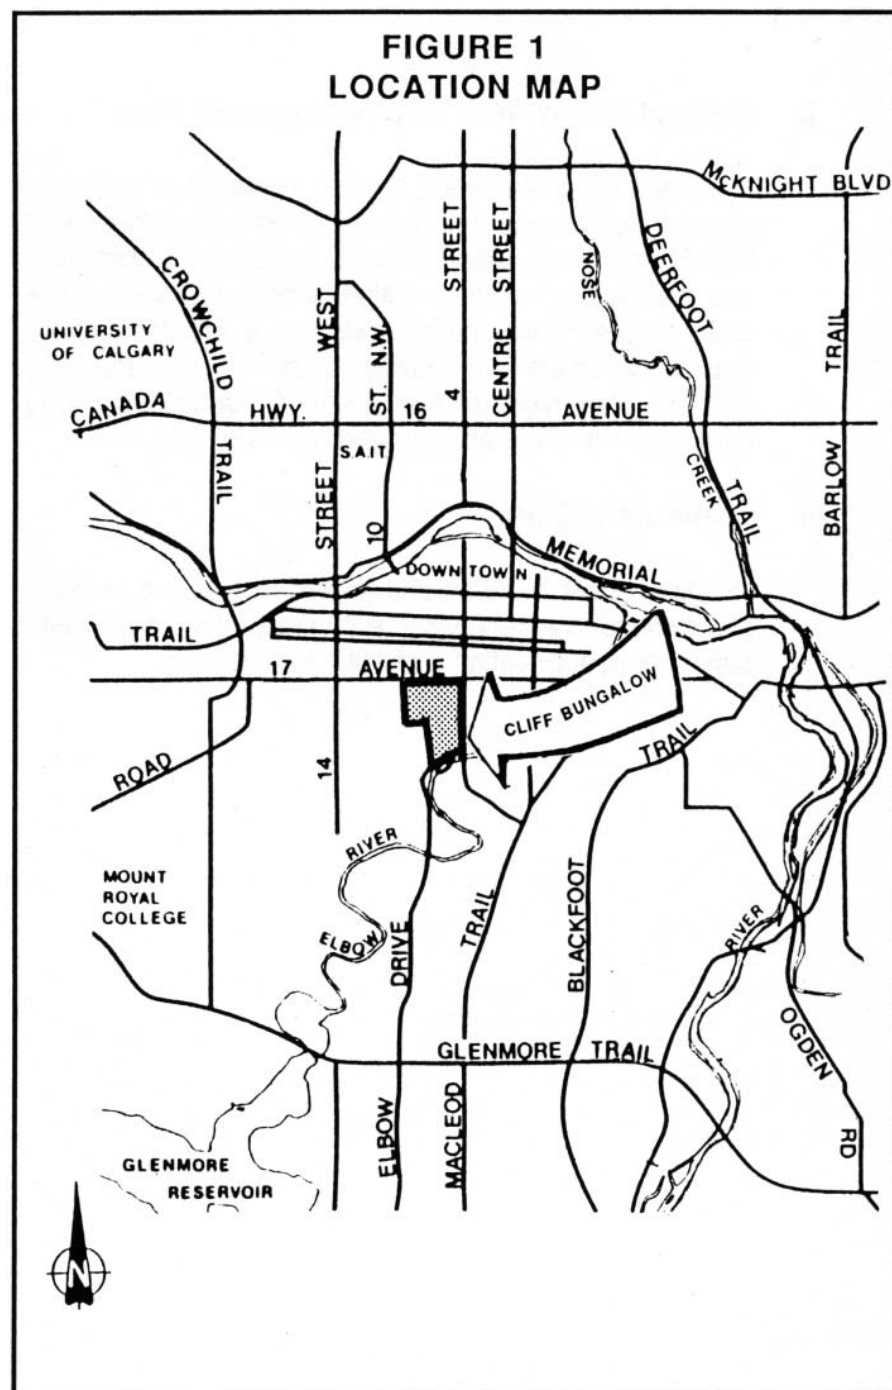 FIGURE 1
LOCATION MAP
McKNIGHT BLVD
CROWCHILD
TRAIL
UNIVERSITY
OF CALGARY
WEST
STREET
14
ST. N.W.
10
STREET
4
STREET
CENTRE
NOSE
CREEK
DEERFOOT
TRAIL
TRAIL
BARLOW
CANADA
HWY.
16
AVENUE
S.A.I.T.
MEMORIAL
DOWNTOWN
TRAIL
17
AVENUE
CLIFF BUNGALOW
TRAIL
BLACKFOOT
ROAD
RIVER
ELBOW
MOUNT
ROYAL
COLLEGE
DRIVE
ELBOW
TRAIL
MACLEOD
RIVER
GLENMORE TRAIL
OGDEN
RD
GLENMORE
RESERVOIR
N